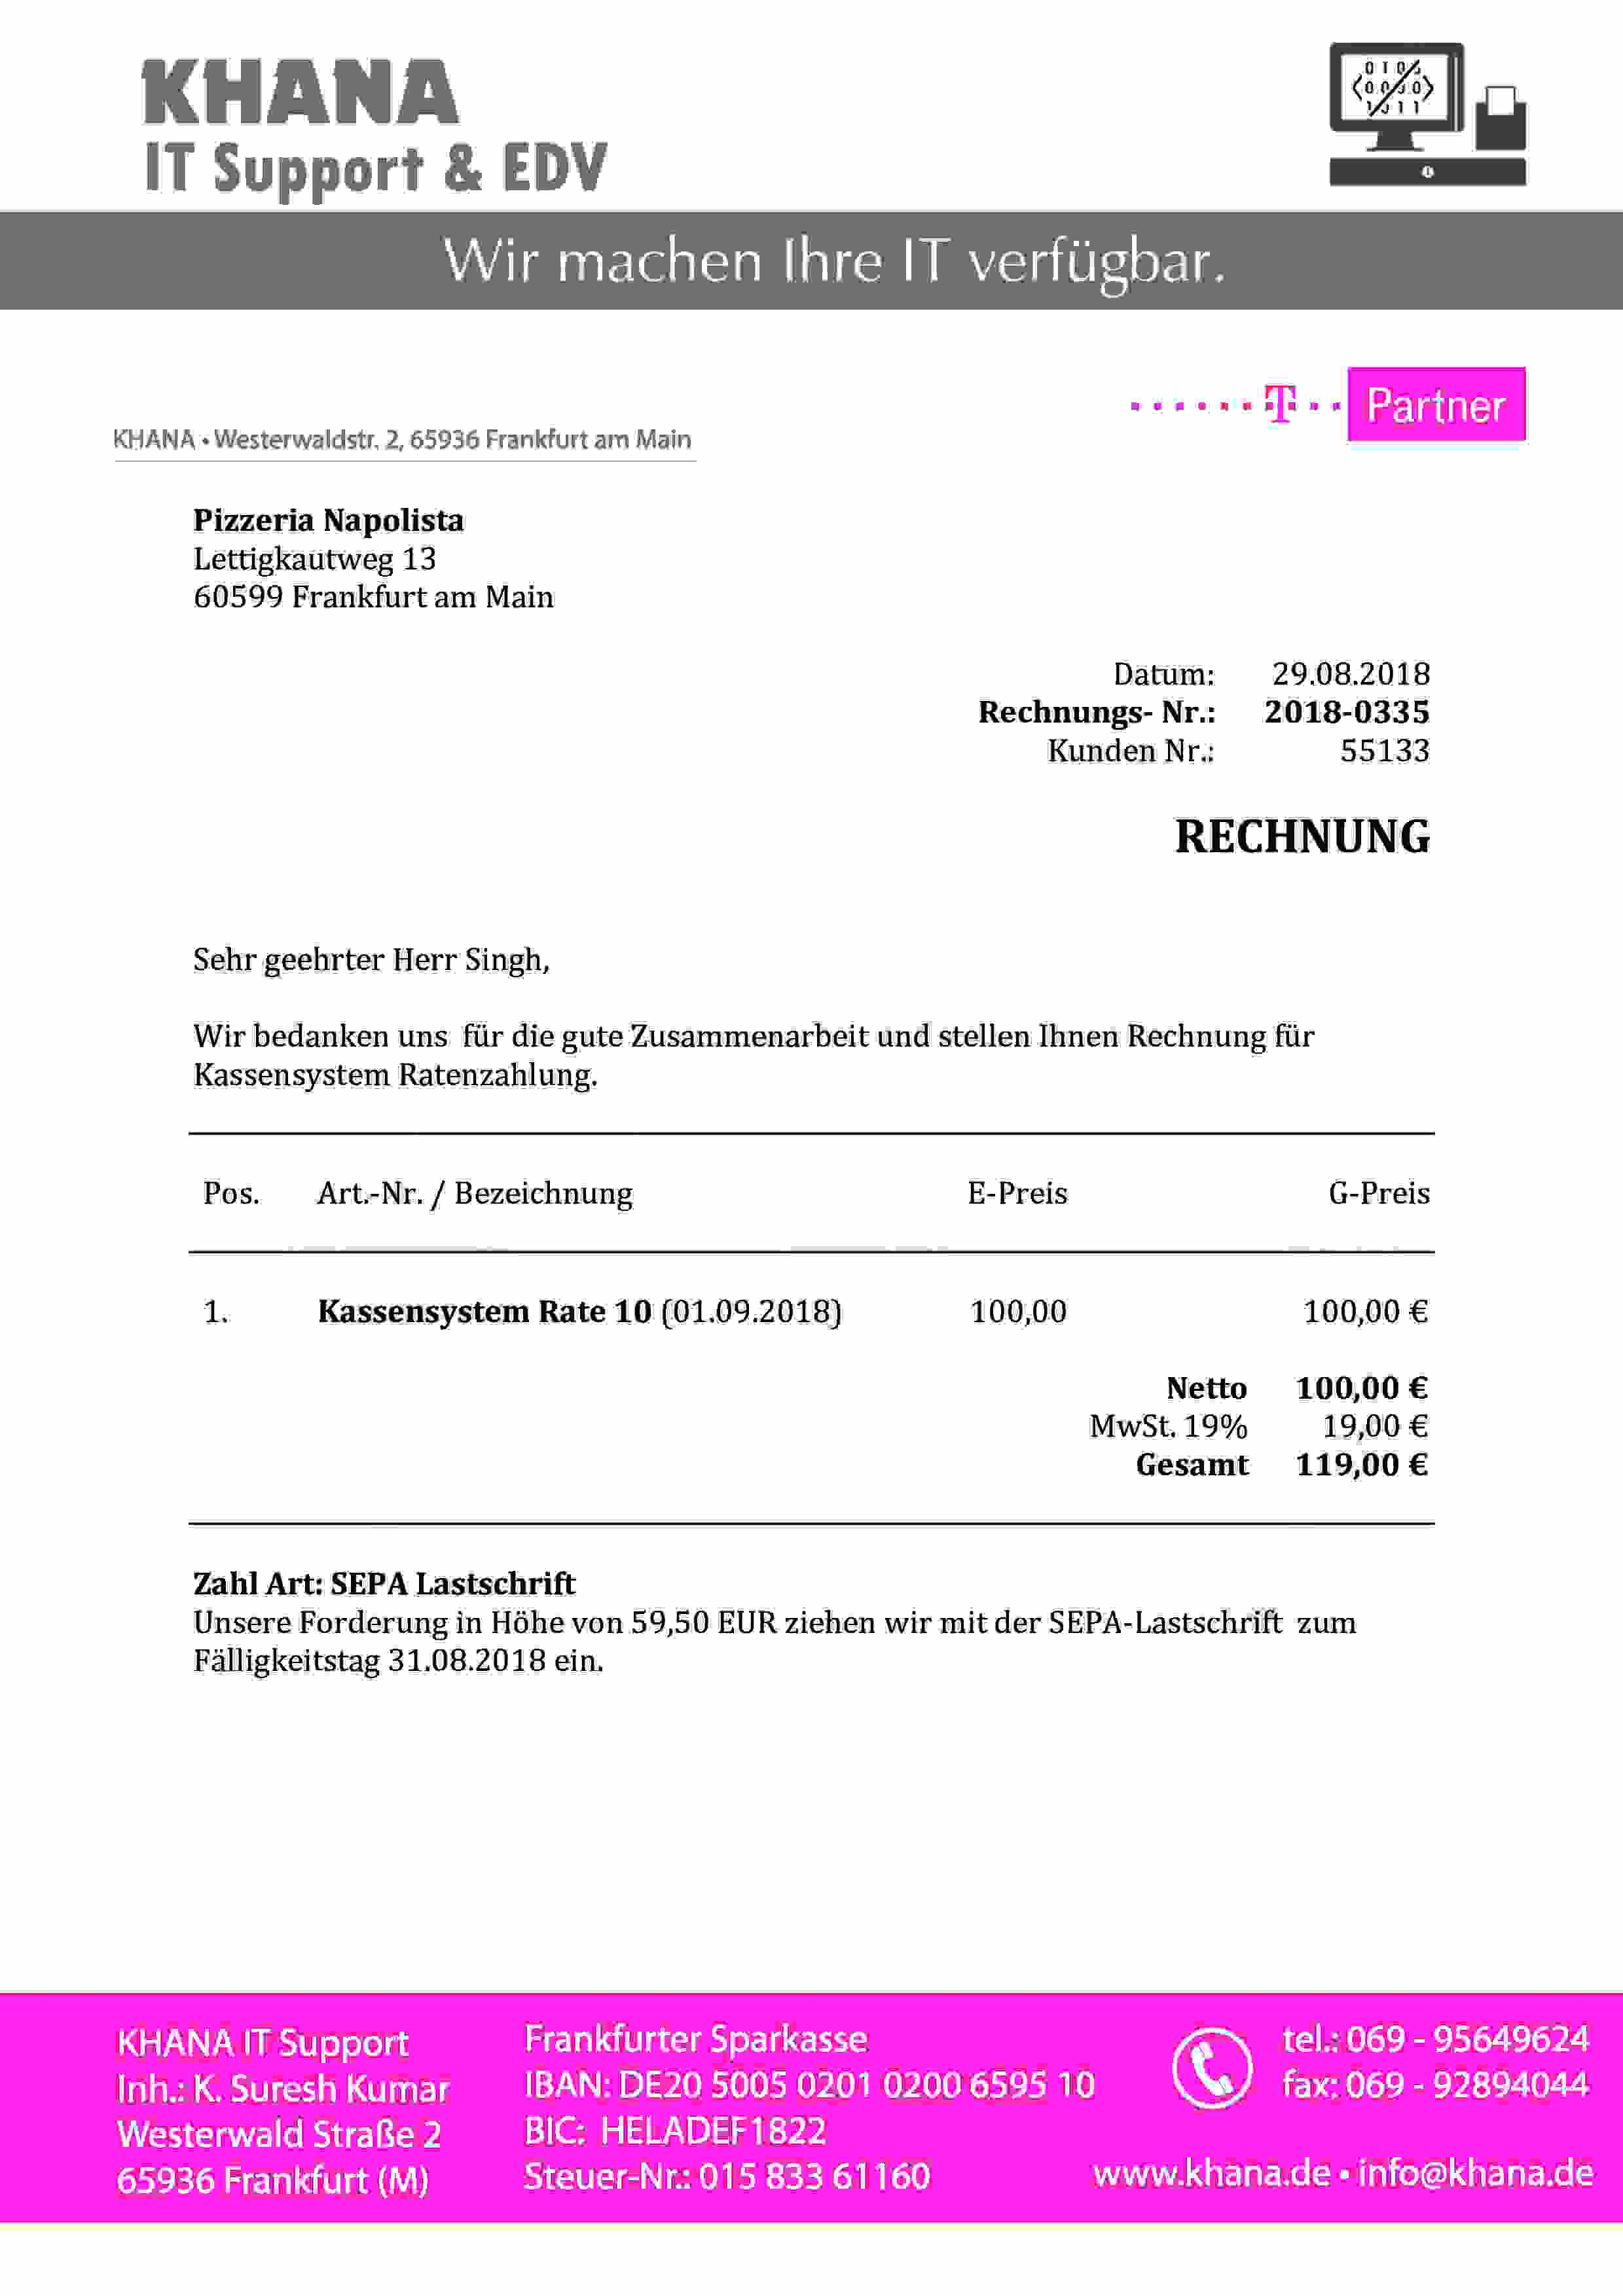 KHANA
IT Support & EDV
Wir machen Ihre IT verfügbar.
T Partner
KHANA • Westerwaldstr. 2, 65936 Frankfurt am Main
Pizzeria Napolista
Lettigkautweg 13
60599 Frankfurt am Main
Datum: 29.08.2018
Rechnungs- Nr.: 2018-0335
Kunden Nr.: 55133
RECHNUNG
Sehr geehrter Herr Singh,
Wir bedanken uns für die gute Zusammenarbeit und stellen Ihnen Rechnung für
Kassensystem Ratenzahlung.
Pos. Art.-Nr. / Bezeichnung E-Preis G-Preis
1. Kassensystem Rate 10 (01.09.2018) 100,00 100,00 €
Netto 100,00 €
MwSt. 19% 19,00 €
Gesamt 119,00 €
Zahl Art: SEPA Lastschrift
Unsere Forderung in Höhe von 59,50 EUR ziehen wir mit der SEPA-Lastschrift zum
Fälligkeitstag 31.08.2018 ein.
KHANA IT Support
Inh.: K. Suresh Kumar
Westerwald Straße 2
65936 Frankfurt (M)
Frankfurter Sparkasse
IBAN: DE20 5005 0201 0200 6595 10
BIC: HELADEF1822
Steuer-Nr.: 015 833 61160
tel.: 069 - 95649624
fax: 069 - 92894044
www.khana.de • info@khana.de